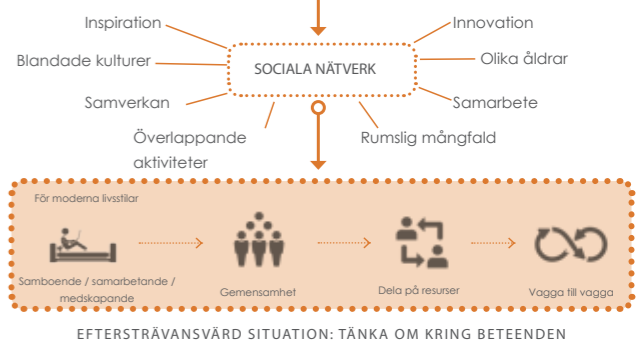 Inspiration
Innovation
Blandade kulturer
SOCIALA NÄTVERK
Olika åldrar
Samverkan
Samarbete
Överlappande
aktiviteter
Rumslig mångfald
För moderna livsstilar
Samboende / samarbetande /
medskapande
Gemensamhet
Dela på resurser
Vagga till vagga
EFTERSTRÄVANSVÄRD SITUATION: TÄNKA OM KRING BETEENDEN